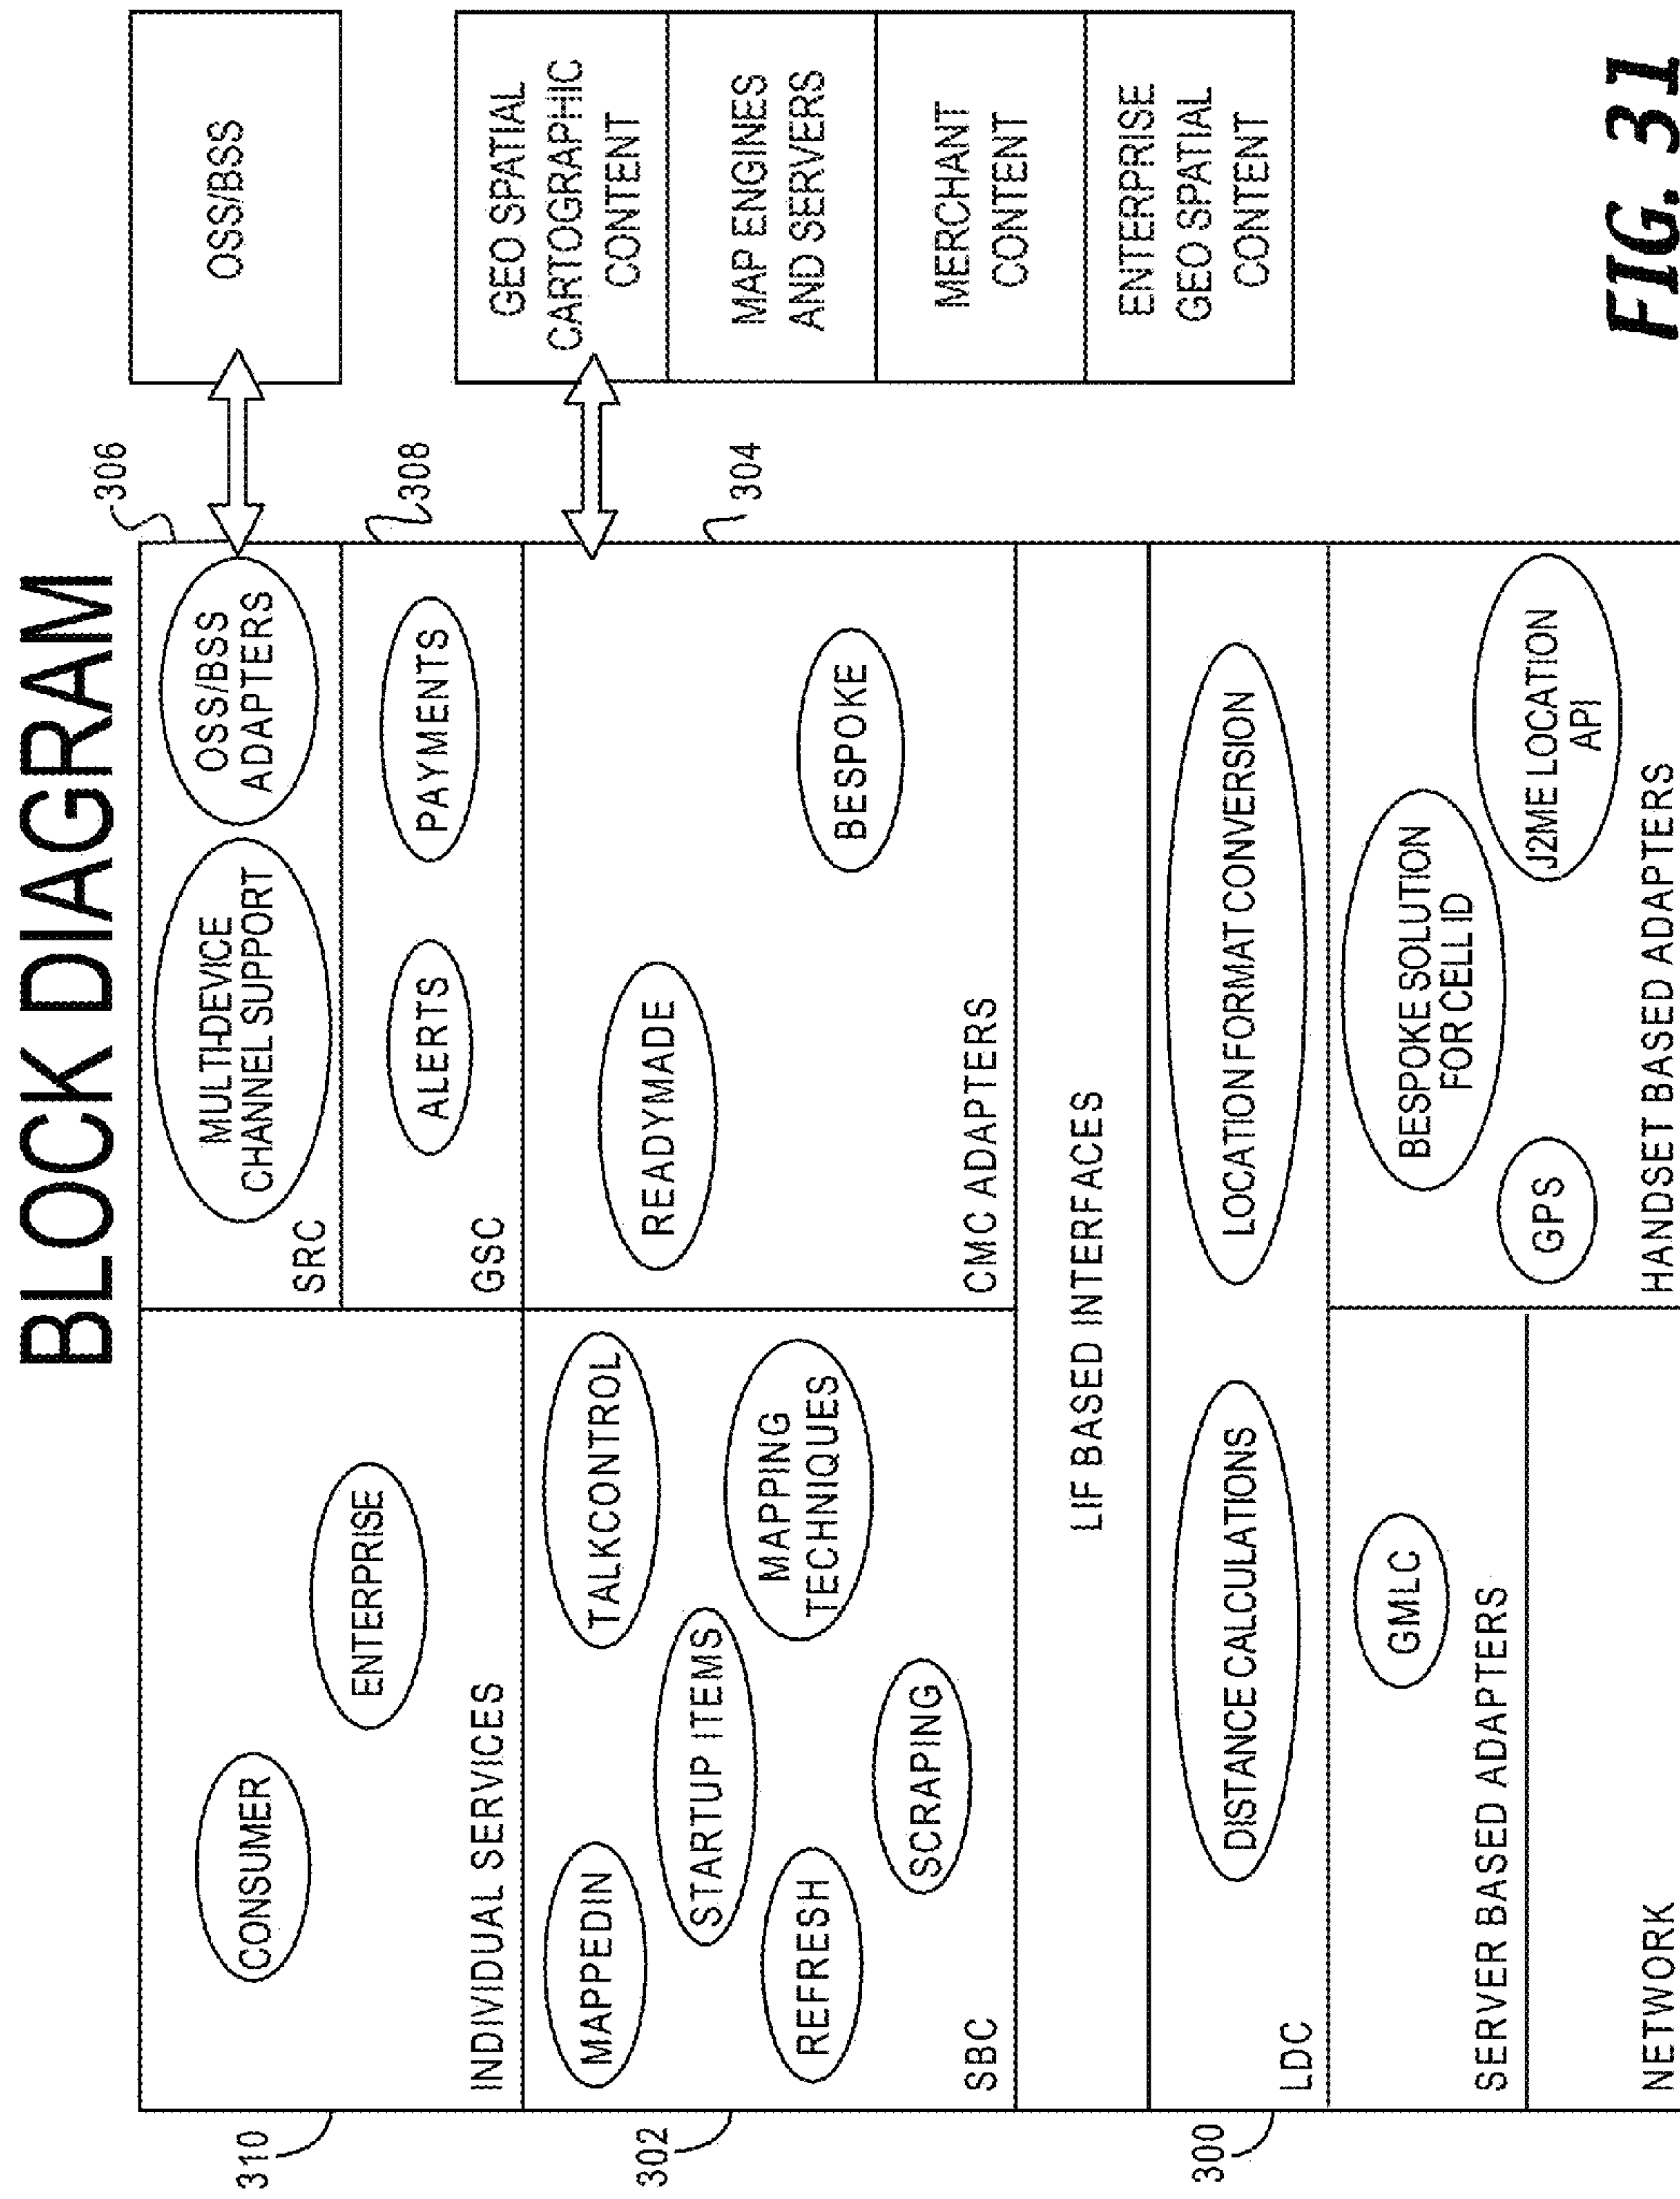 BLOCK DIAGRAM
310
CONSUMER
ENTERPRISE
INDIVIDUAL SERVICES
MULTI-DEVICE
CHANNEL SUPPORT
OSS/BSS
ADAPTERS
SRC
306
OSS/BSS
ALERTS
PAYMENTS
GSC
308
302
MAPPEDIN
TALKCONTROL
STARTUP ITEMS
REFRESH
MAPPING
TECHNIQUES
SCRAPING
SBC
READYMADE
BESPOKE
CMC ADAPTERS
304
GEO SPATIAL
CARTOGRAPHIC
CONTENT
MAP ENGINES
AND SERVERS
MERCHANT
CONTENT
ENTERPRISE
GEO SPATIAL
CONTENT
LIF BASED INTERFACES
300
DISTANCE CALCULATIONS
LOCATION FORMAT CONVERSION
LDC
GMLC
SERVER BASED ADAPTERS
NETWORK
BESPOKE SOLUTION
FOR CELL ID
GPS
J2ME LOCATION
API
HANDSET BASED ADAPTERS
FIG. 31